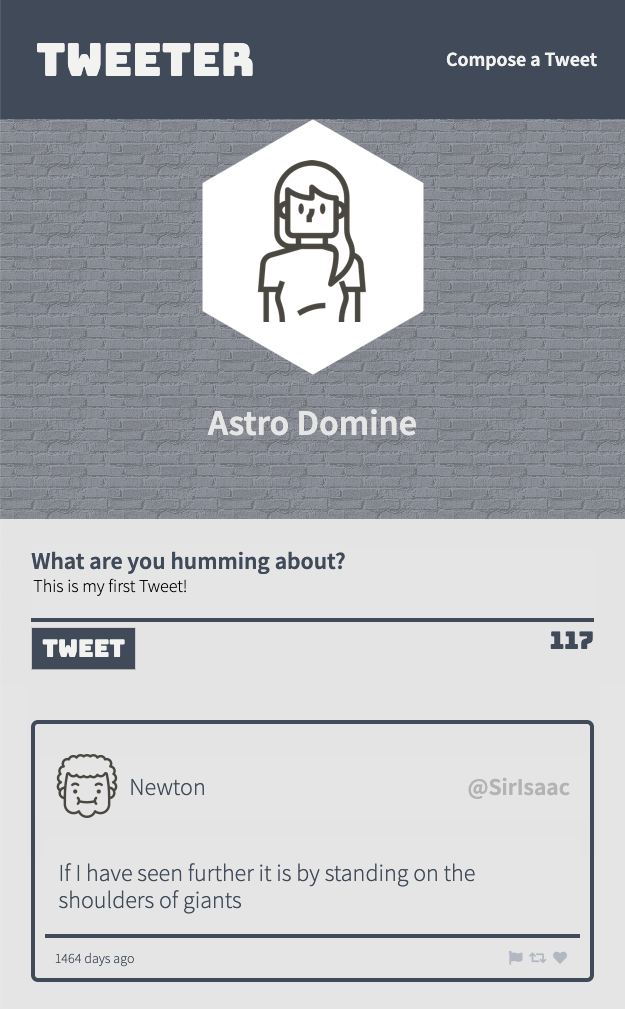 TWEETER
Compose a Tweet
Astro Domine
What are you humming about?
This is my first Tweet!
TWEET
117
Newton
@SirIsaac
If I have seen further it is by standing on the
shoulders of giants
1464 days ago